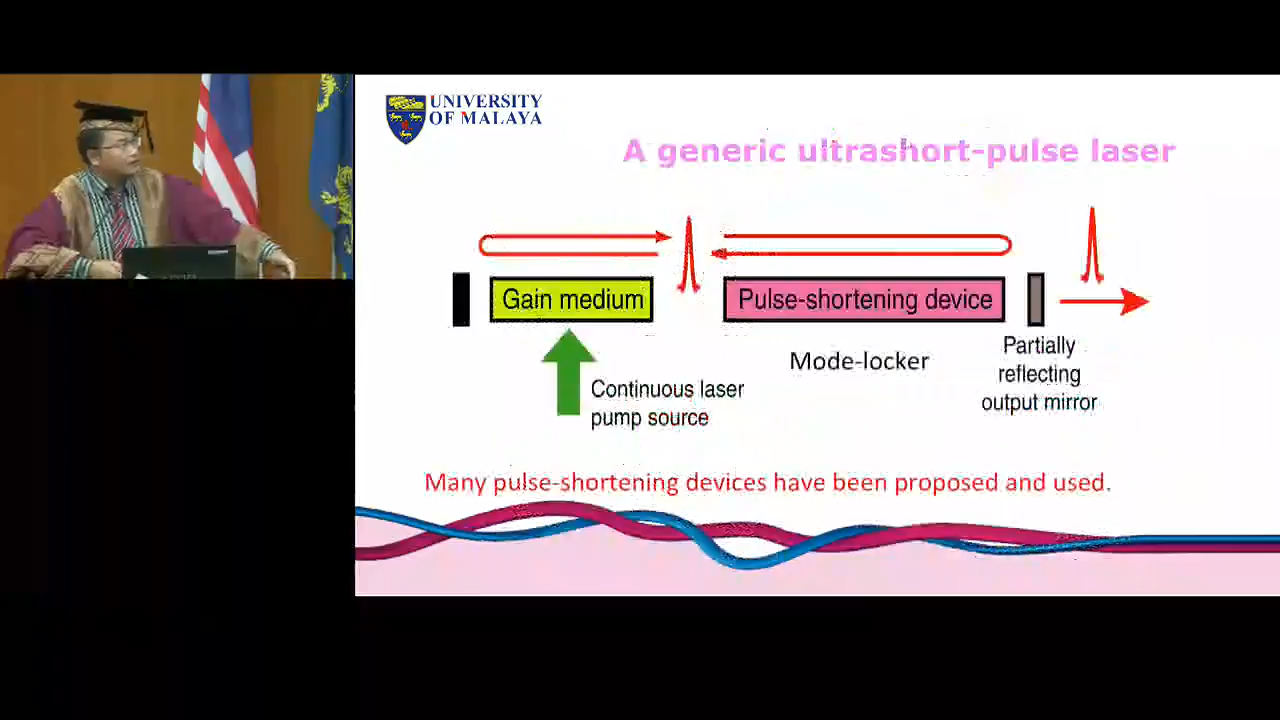 UNIVERSITY
OF MALAYA
A generic ultrashort-pulse laser
Gain medium
Pulse-shortening device
Continuous laser
pump source
Mode-locker
Partially
reflecting
output mirror
Many pulse-shortening devices have been proposed and used.